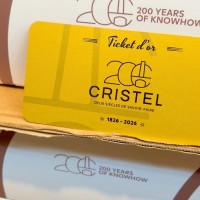 200 YEARS
OF KNOWHOW
Ticket d'or
200
CRISTEL
DEUX SIÈCLES DE SAVOIR-FAIRE
1826 - 2026
200 YEARS
OF KNOWHOW